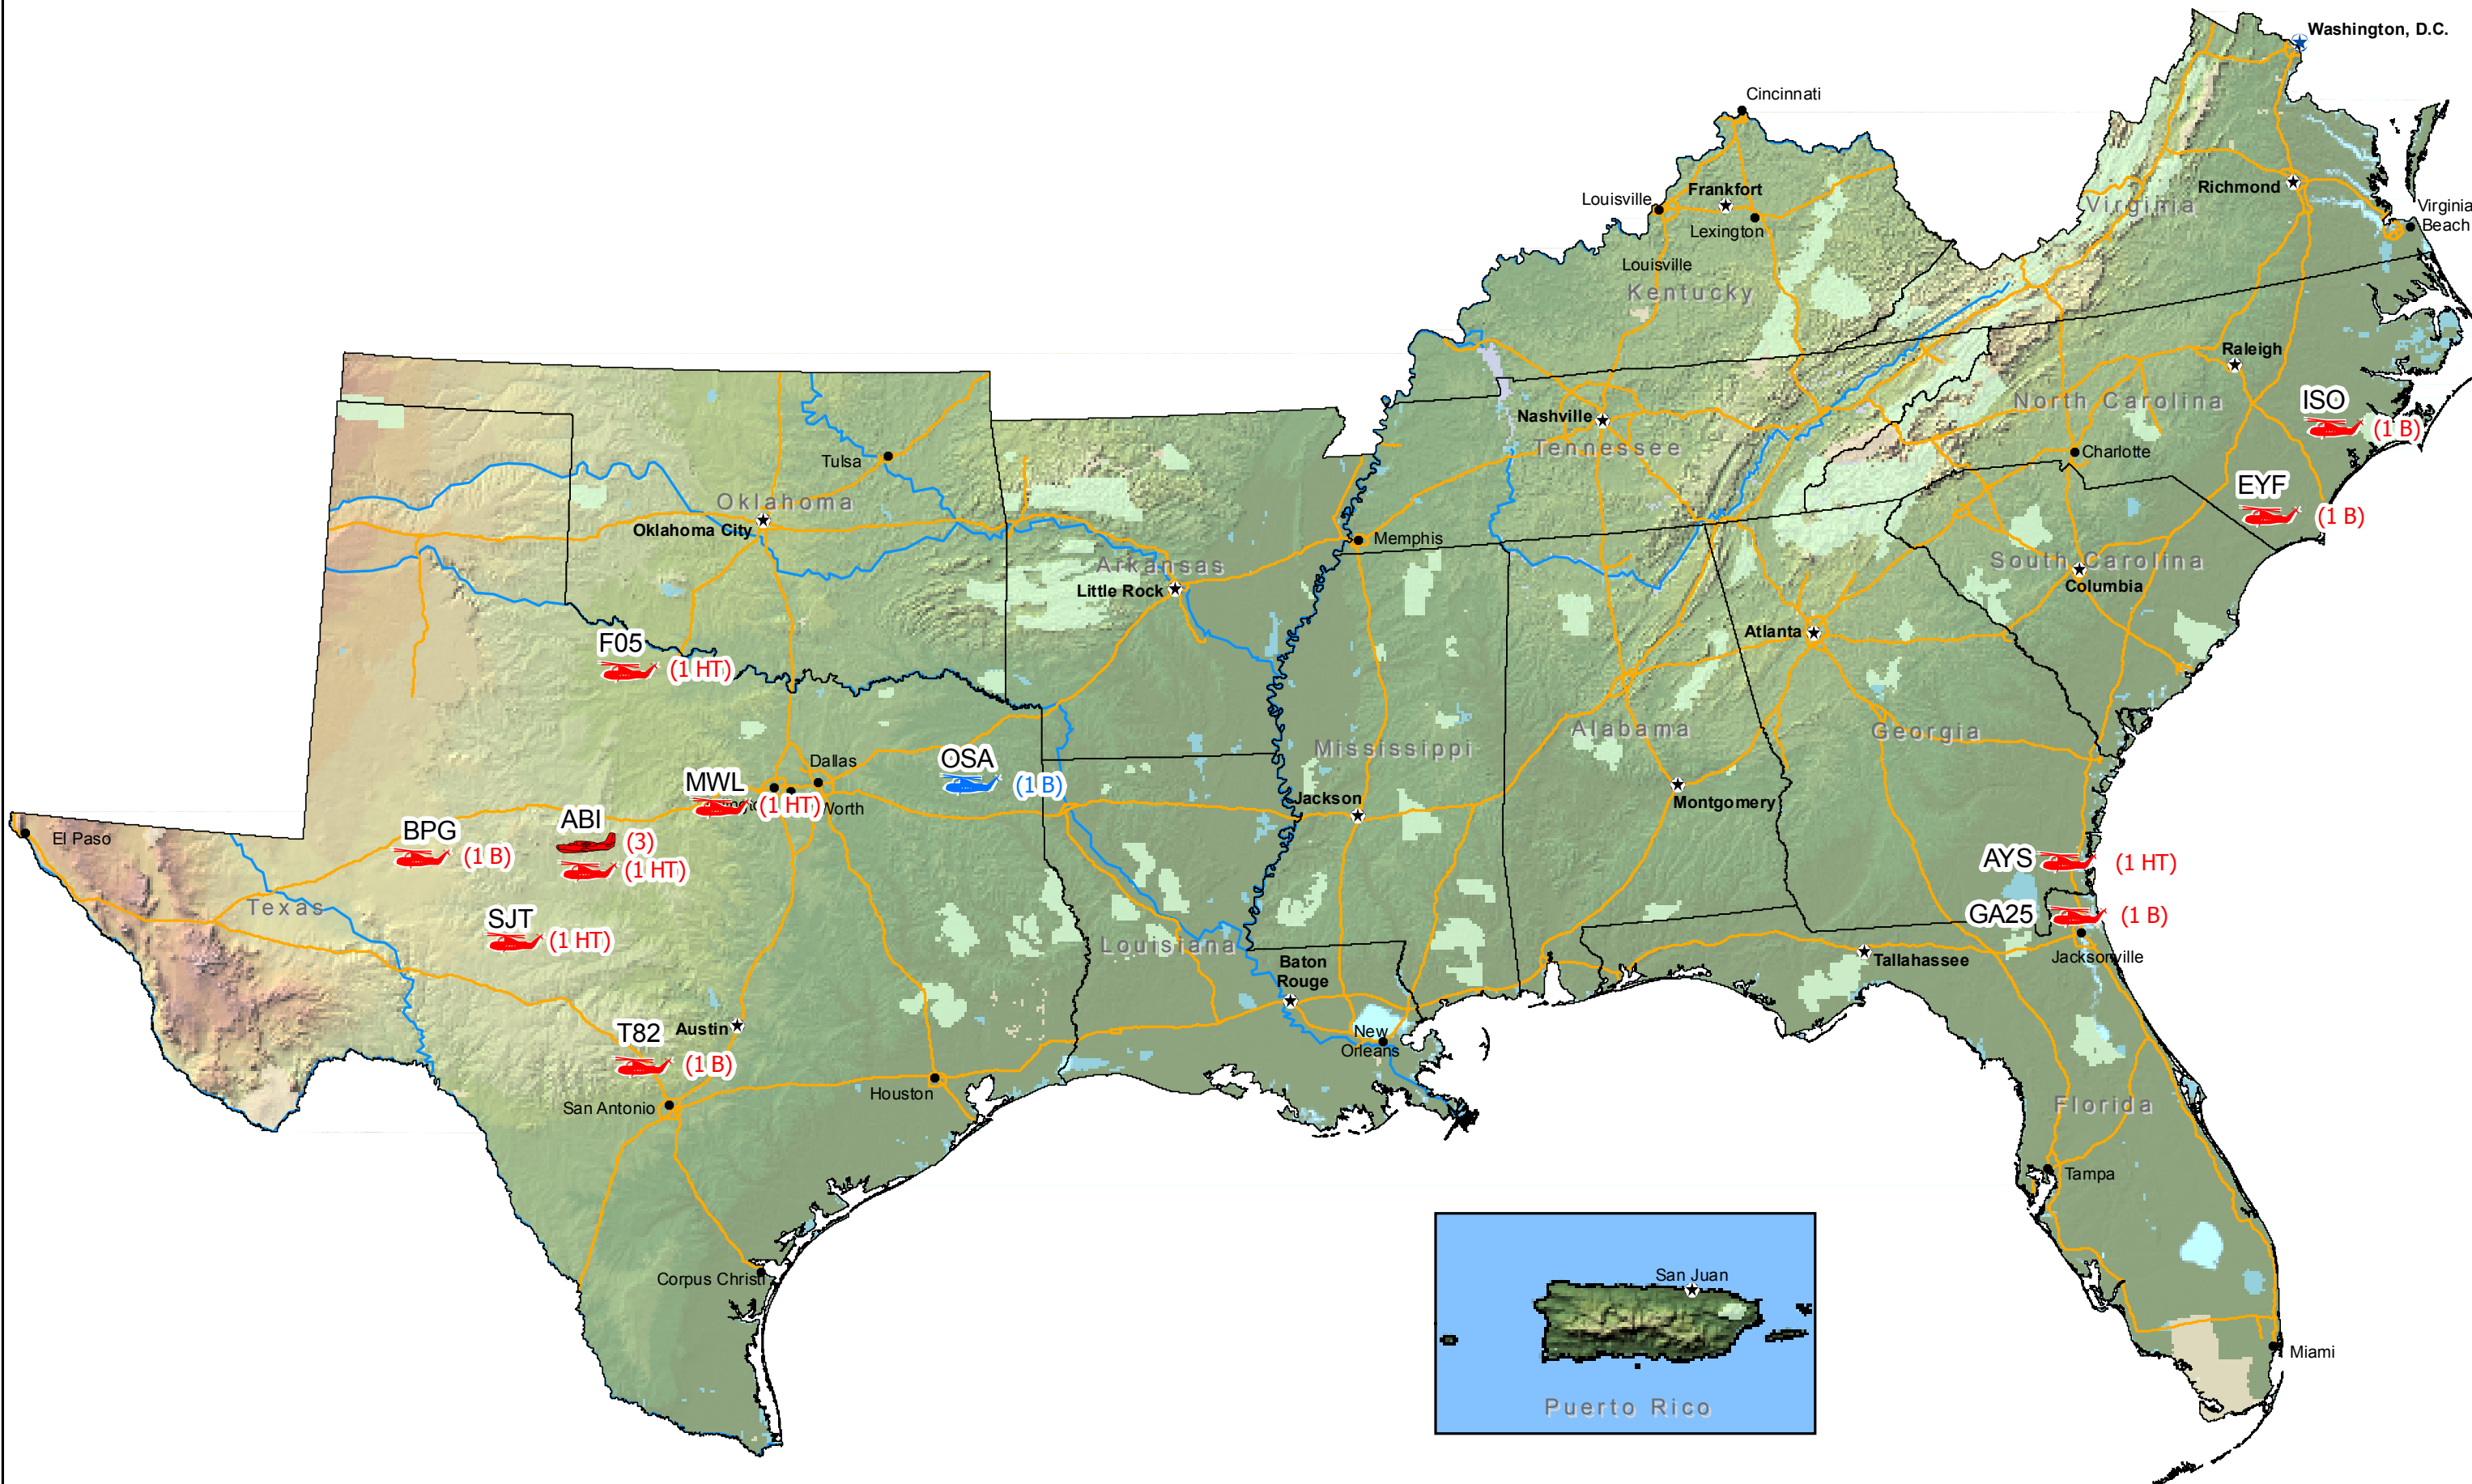 Washington, D.C.
Cincinnati
Louisville
Frankfort
Lexington
Louisville
Kentucky
Richmond
Virginia
Virginia
Beach
Raleigh
North Carolina
ISO
(1 B)
Nashville
Tennessee
Charlotte
EYF
(1 B)
Tulsa
Oklahoma
Oklahoma City
Memphis
Arkansas
Little Rock
South Carolina
Columbia
Atlanta
F05
(1 HT)
Alabama
Georgia
Mississippi
Dallas
OSA
(1 B)
MWL
(1 HT)
Worth
Jackson
Montgomery
El Paso
BPG
(1 B)
ABI
(3)
(1 HT)
AYS
(1 HT)
Texas
SJT
(1 HT)
GA25
(1 B)
Louisiana
Baton
Rouge
Tallahassee
Jacksonville
T82
(1 B)
Austin
New
Orleans
Houston
San Antonio
Florida
Tampa
Corpus Christi
San Juan
Puerto Rico
Miami